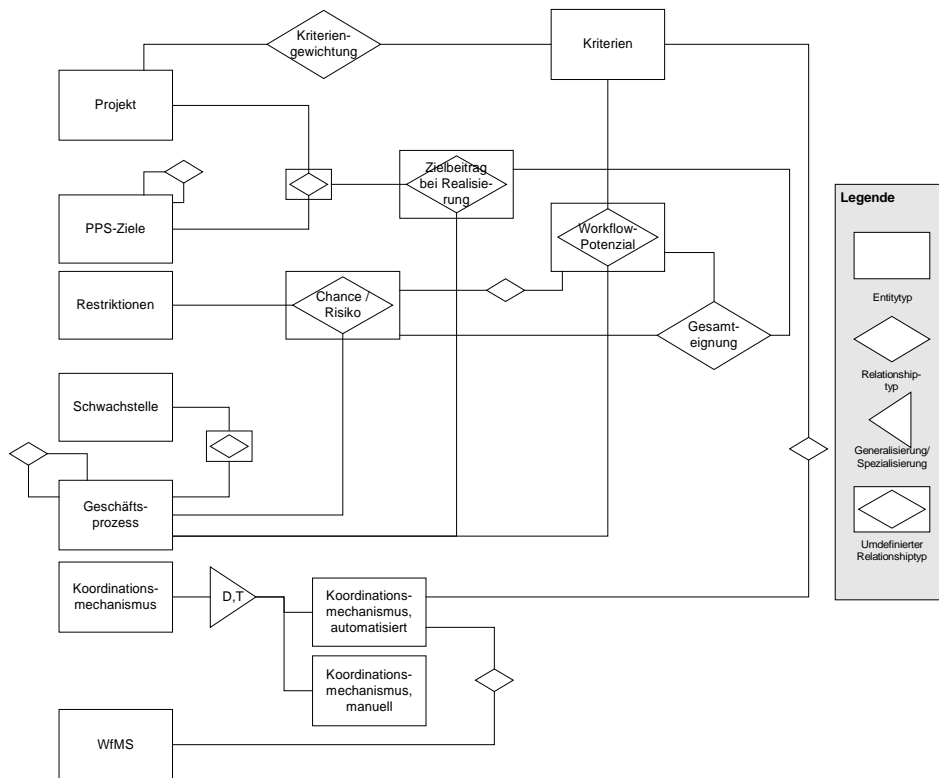 Kriterien-
gewichtung
Kriterien
Projekt
Zielbeitrag
bei Realisie-
rung
PPS-Ziele
Workflow-
Potenzial
Restriktionen
Chance /
Risiko
Gesamt-
eignung
Schwachstelle
Geschäfts-
prozess
Koordinations-
mechanismus
D,T
Koordinations-
mechanismus,
automatisiert
Koordinations-
mechanismus,
manuell
WfMS
Legende
Entitytyp
Relationship-
typ
Generalisierung/
Spezialisierung
Umdefinierter
Relationshiptyp